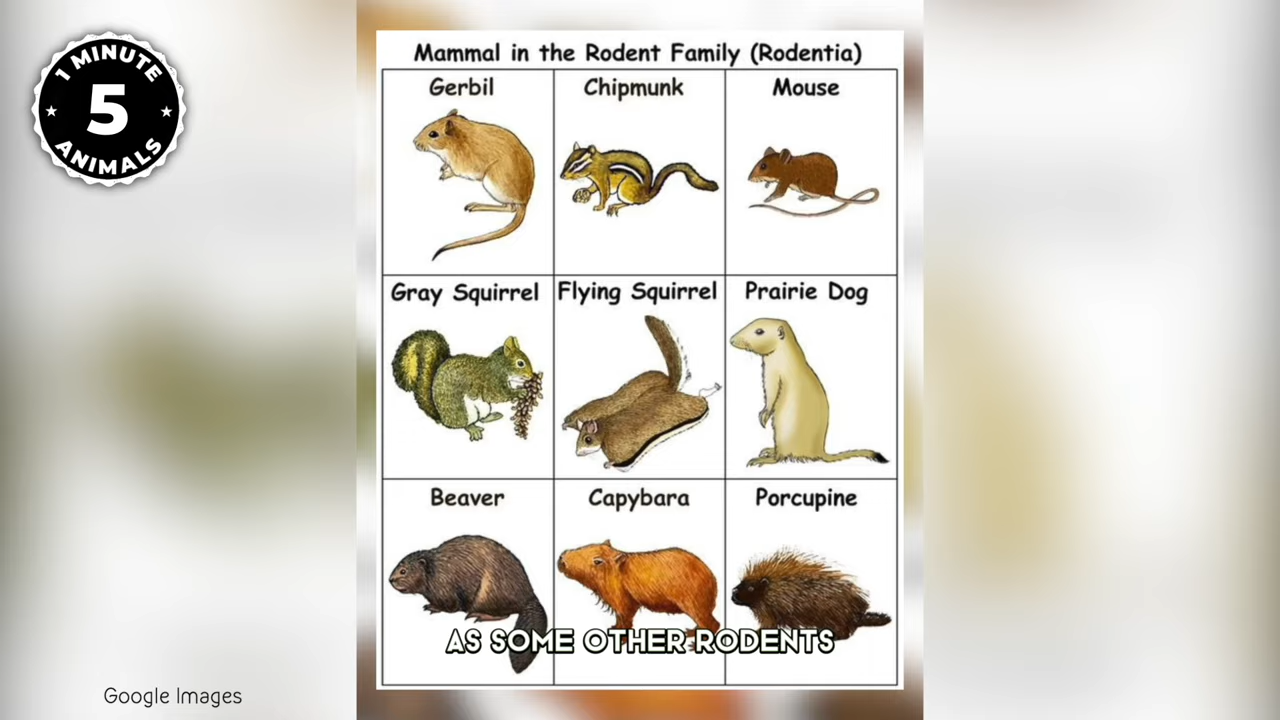 1 MINUTE
5
ANIMALS
Mammal in the Rodent Family (Rodentia)
Gerbil
Chipmunk
Mouse
Gray Squirrel
Flying Squirrel
Prairie Dog
Beaver
Capybara
Porcupine
AS SOME OTHER RODENTS
Google Images